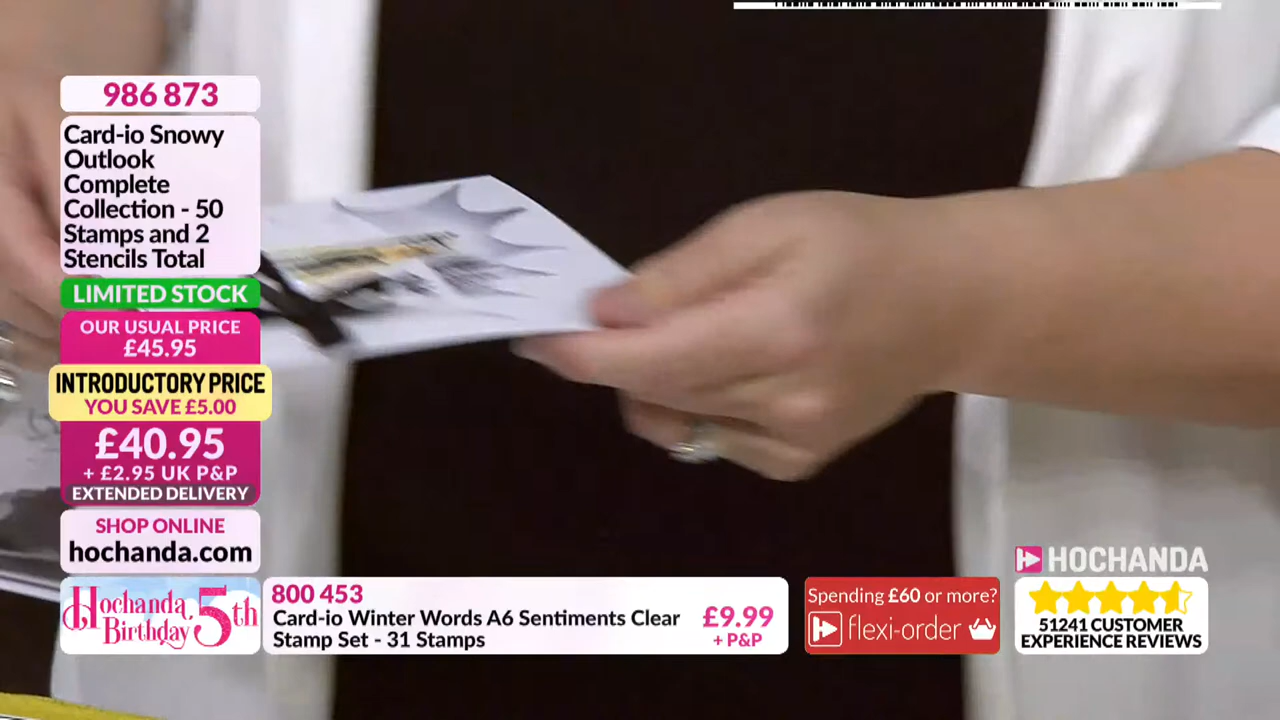 986 873
Card-io Snowy
Outlook
Complete
Collection - 50
Stamps and 2
Stencils Total
LIMITED STOCK
OUR USUAL PRICE
£45.95
INTRODUCTORY PRICE
YOU SAVE £5.00
£40.95
+ £2.95 UK P&P
EXTENDED DELIVERY
SHOP ONLINE
hochanda.com
Hochanda
Birthday 5th
800 453
Card-io Winter Words A6 Sentiments Clear
Stamp Set - 31 Stamps
£9.99
+ P&P
Spending £60 or more?
flexi-order
HOCHANDA
51241 CUSTOMER
EXPERIENCE REVIEWS